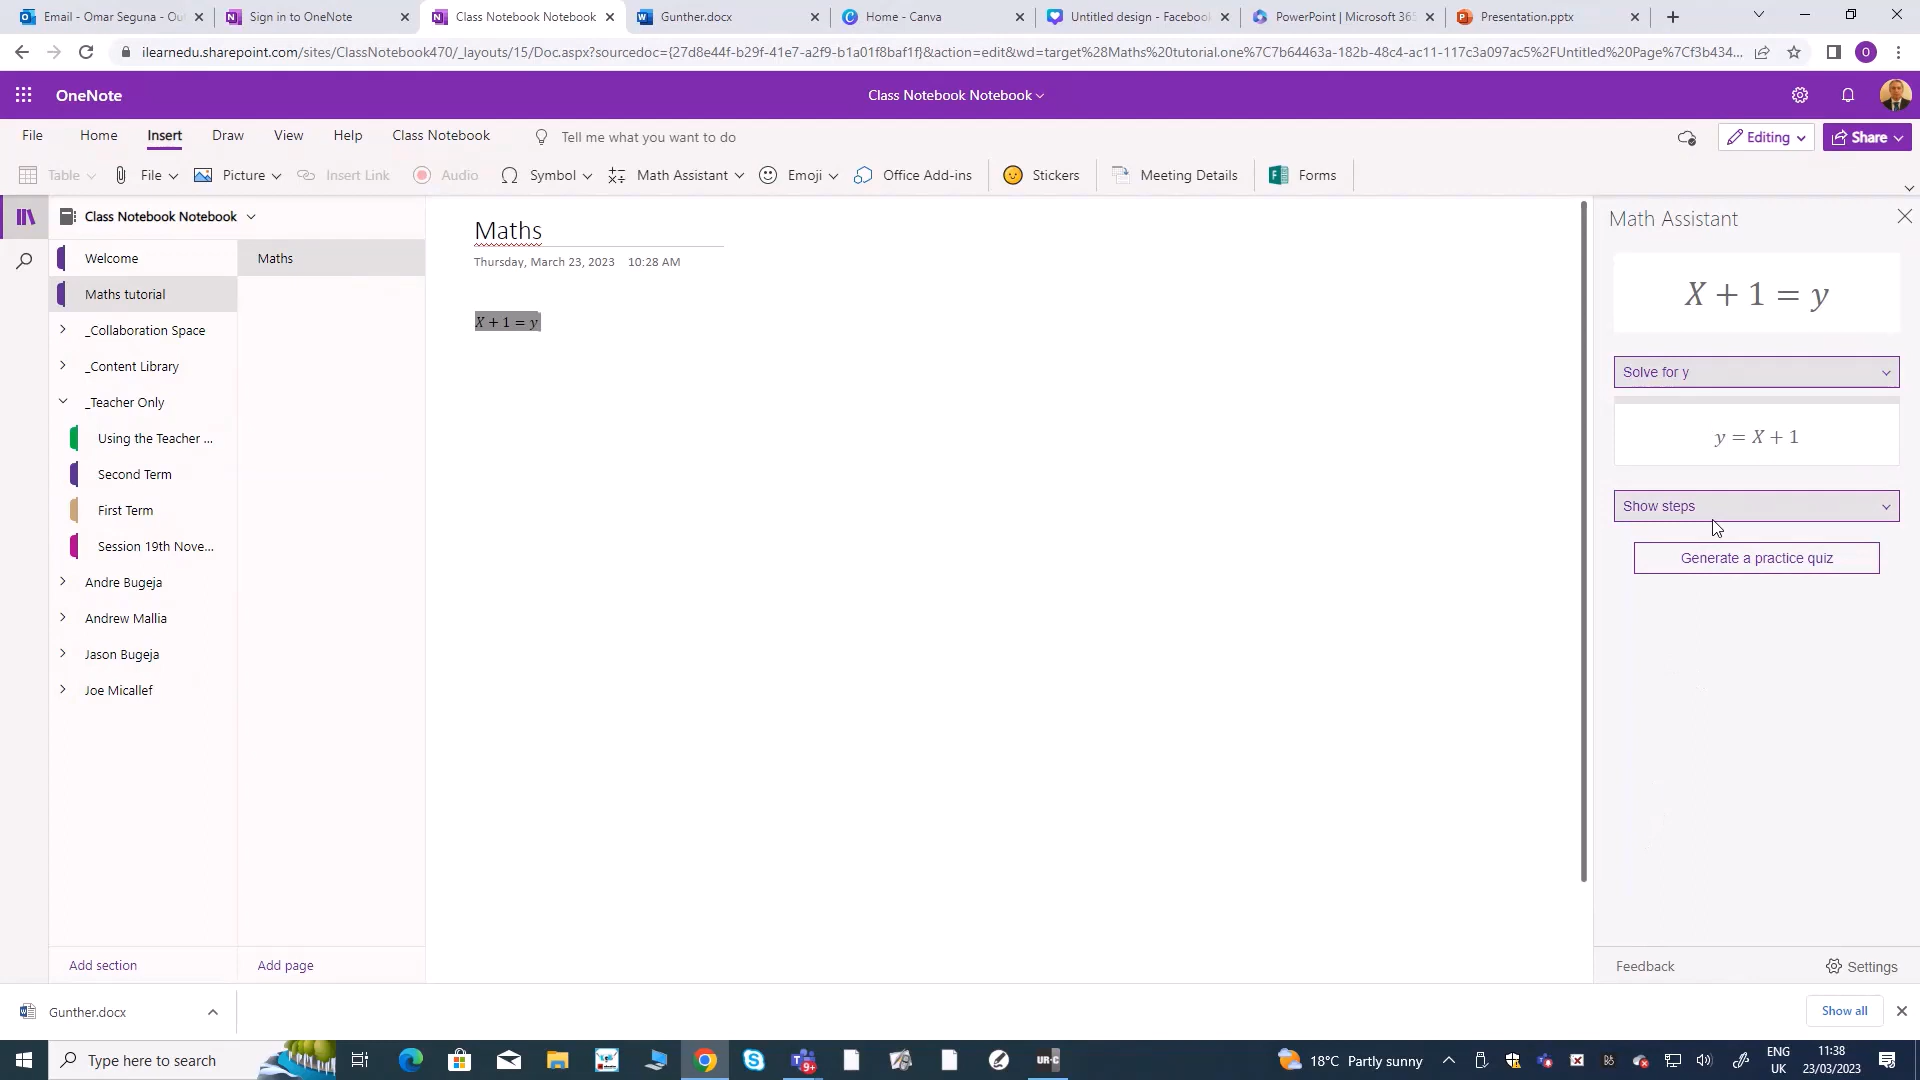 Email - Omar Seguna - Ou
Sign in to OneNote
Class Notebook Notebook
Gunther.docx
Home - Canva
Untitled design - Facebook
PowerPoint | Microsoft 365
Presentation.pptx
ilearnedu.sharepoint.com/sites/ClassNotebook470/_layouts/15/Doc.aspx?sourcedoc={27d8e44f-b29f-41e7-a2f9-b1a01f8baf1f}&action=edit&wd=target%28Maths%20tutorial.one%7C7b64463a-182b-48c4-ac11-117c3a097ac5%2FUntitled%20Page%7Cf3b434...
O
OneNote
Class Notebook Notebook
File Home Insert Draw View Help Class Notebook Tell me what you want to do
Editing
Share
Table File Picture Insert Link Audio Symbol Math Assistant Emoji Office Add-ins Stickers Meeting Details Forms
Class Notebook Notebook
Welcome
Maths tutorial
_Collaboration Space
_Content Library
_Teacher Only
Using the Teacher ...
Second Term
First Term
Session 19th Nove...
Andre Bugeja
Andrew Mallia
Jason Bugeja
Joe Micallef
Add section
Maths
Add page
Maths
Thursday, March 23, 2023 10:28 AM
X + 1 = y
Math Assistant
X + 1 = y
Solve for y
y = X + 1
Show steps
Generate a practice quiz
Feedback
Settings
Gunther.docx
Show all
Type here to search
9+
UR-C
18°C Partly sunny
ENG
UK
11:38
23/03/2023